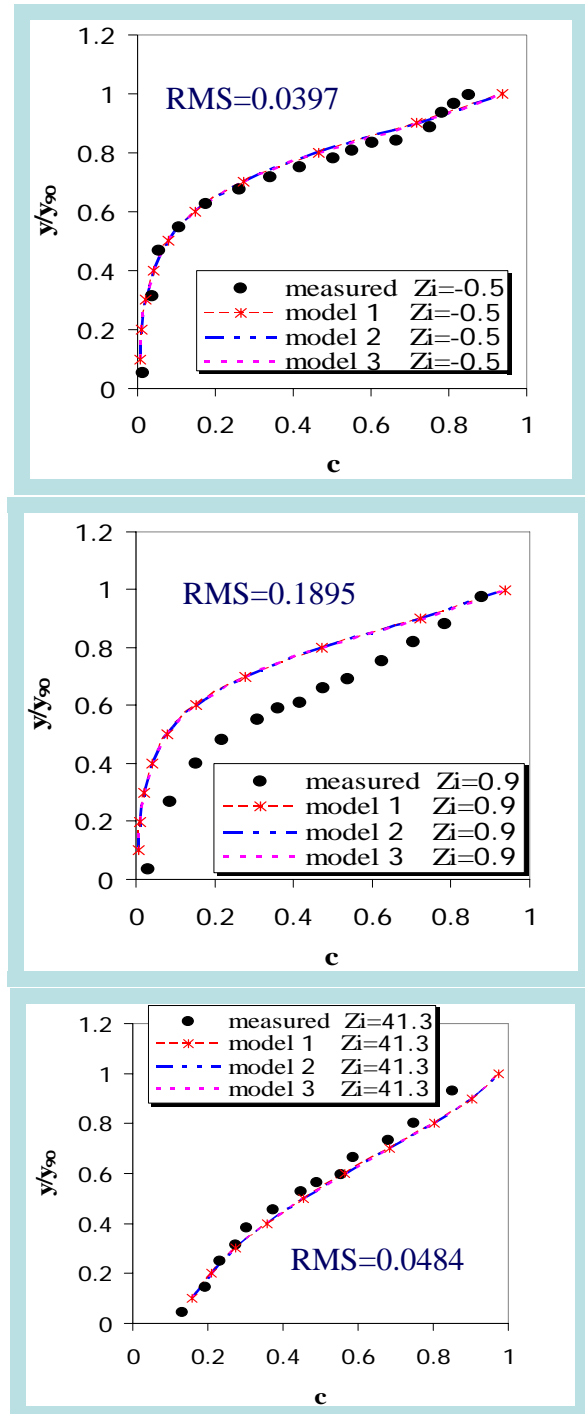 1.2
RMS=0.0397
1
0.8
0.6
y/y₉₀
0.4
measured Zi=-0.5
model 1 Zi=-0.5
0.2
model 2 Zi=-0.5
model 3 Zi=-0.5
0
0 0.2 0.4 0.6 0.8 1
c
1.2
RMS=0.1895
1
0.8
0.6
y/y₉₀
0.4
measured Zi=0.9
model 1 Zi=0.9
0.2
model 2 Zi=0.9
model 3 Zi=0.9
0
0 0.2 0.4 0.6 0.8 1
c
measured Zi=41.3
1.2
model 1 Zi=41.3
model 2 Zi=41.3
1
model 3 Zi=41.3
0.8
0.6
y/y₉₀
0.4
RMS=0.0484
0.2
0
0 0.2 0.4 0.6 0.8 1
c